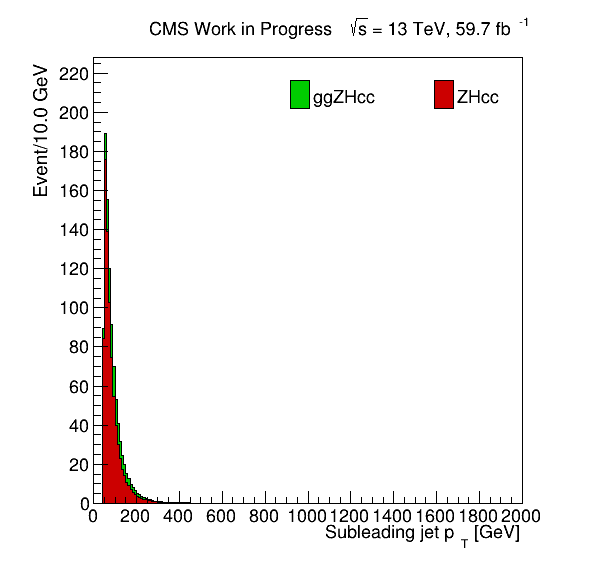 CMS Work in Progress √s = 13 TeV, 59.7 fb -1
Event/10.0 GeV
ggZHcc
ZHcc
220
200
180
160
140
120
100
80
60
40
20
0
0 200 400 600 800 1000 1200 1400 1600 1800 2000
Subleading jet p T [GeV]